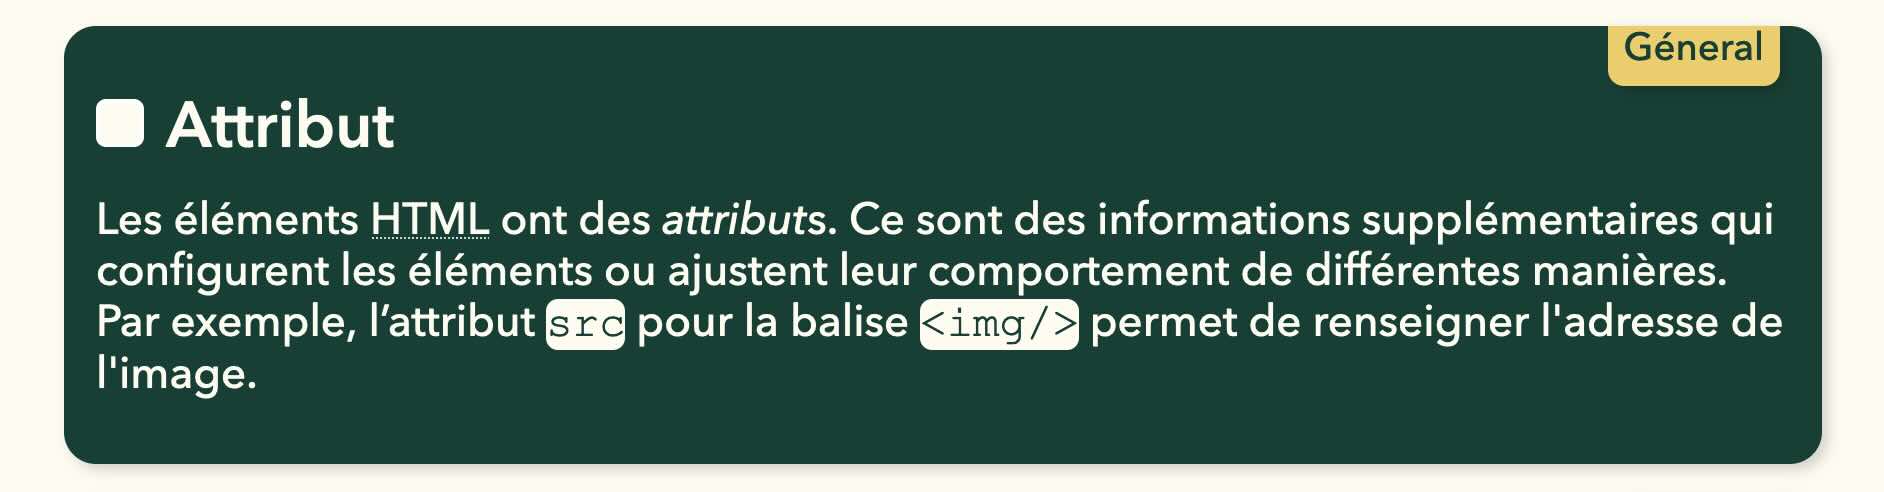 Géneral
Attribut
Les éléments HTML ont des attributs. Ce sont des informations supplémentaires qui
configurent les éléments ou ajustent leur comportement de différentes manières.
Par exemple, l’attribut src pour la balise <img/> permet de renseigner l'adresse de
l'image.